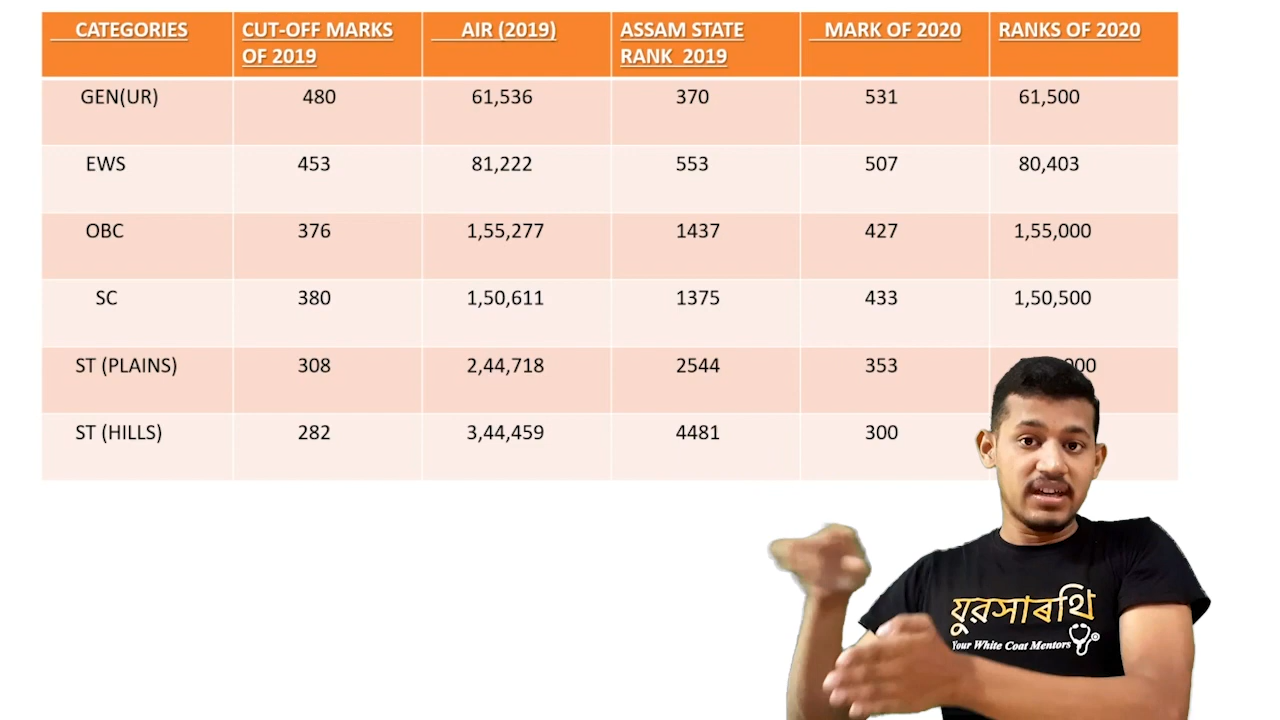 CATEGORIES CUT-OFF MARKS OF 2019 AIR (2019) ASSAM STATE RANK 2019 MARK OF 2020 RANKS OF 2020
GEN(UR) 480 61,536 370 531 61,500
EWS 453 81,222 553 507 80,403
OBC 376 1,55,277 1437 427 1,55,000
SC 380 1,50,611 1375 433 1,50,500
ST (PLAINS) 308 2,44,718 2544 353
ST (HILLS) 282 3,44,459 4481 300
যুৱসাৰথি
Your White Coat Mentors